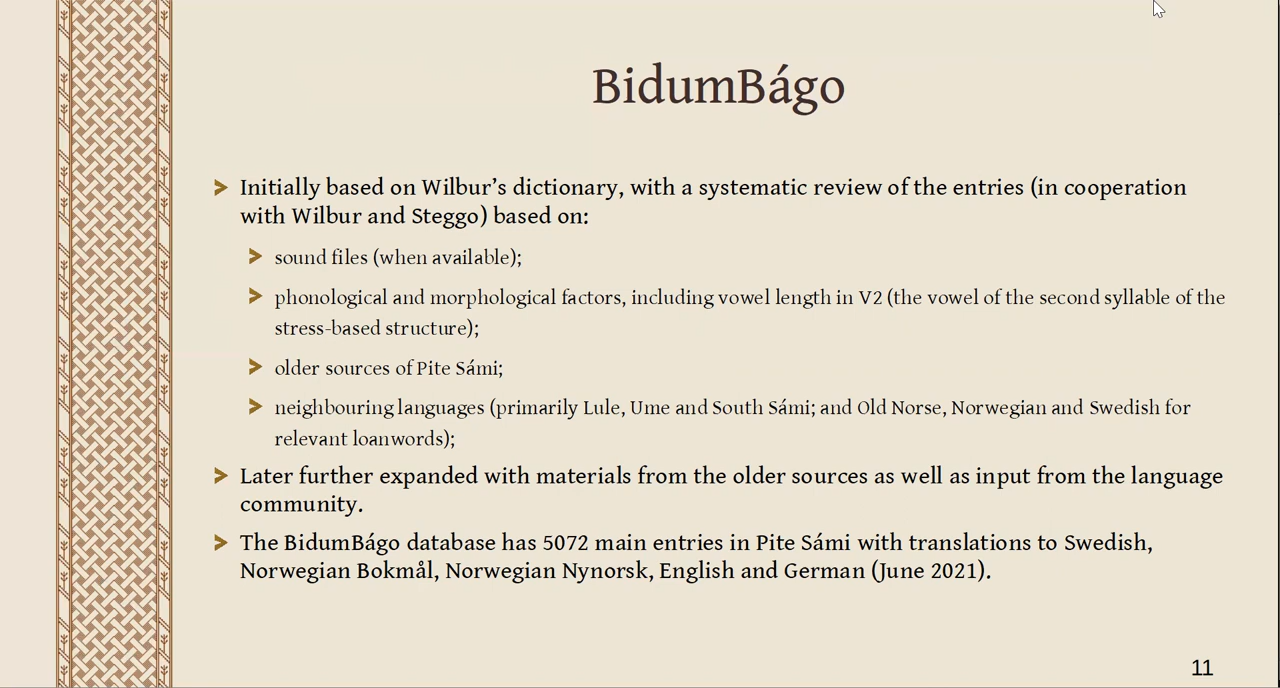 BidumBágo
Initially based on Wilbur’s dictionary, with a systematic review of the entries (in cooperation
with Wilbur and Steggo) based on:
sound files (when available);
phonological and morphological factors, including vowel length in V2 (the vowel of the second syllable of the
stress-based structure);
older sources of Pite Sámi;
neighbouring languages (primarily Lule, Ume and South Sámi; and Old Norse, Norwegian and Swedish for
relevant loanwords);
Later further expanded with materials from the older sources as well as input from the language
community.
The BidumBágo database has 5072 main entries in Pite Sámi with translations to Swedish,
Norwegian Bokmål, Norwegian Nynorsk, English and German (June 2021).
11